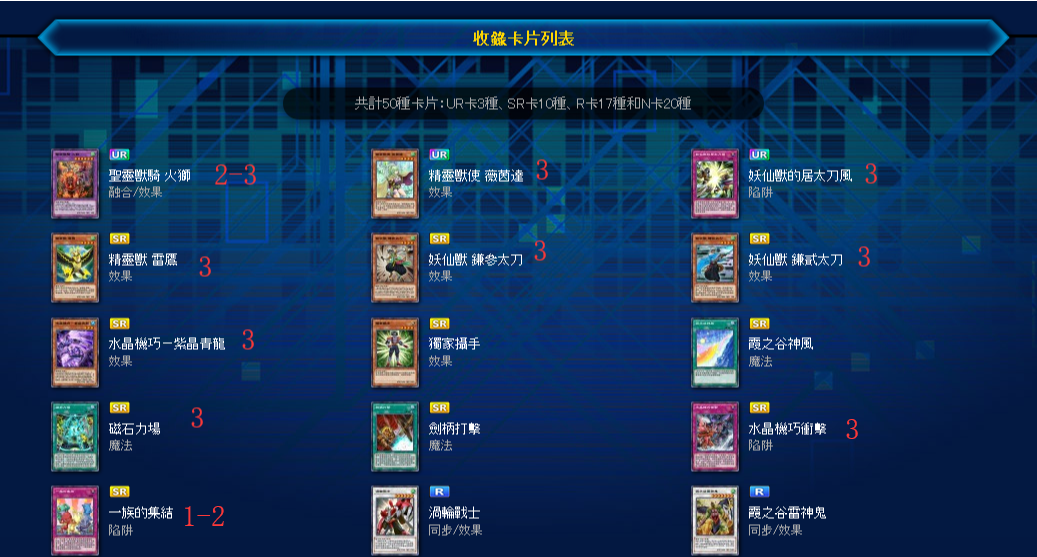 收錄卡片列表
共計50種卡片：UR卡3種、SR卡10種、R卡17種和N卡20種
UR
聖靈獸騎 火獅 2-3
融合/效果
UR
精靈獸使 薇茵達 3
效果
UR
妖仙獸的居太刀風 3
陷阱
SR
精靈獸 雷鷹 3
效果
SR
妖仙獸 鎌參太刀 3
效果
SR
妖仙獸 鎌貳太刀 3
效果
SR
水晶機巧－紫晶青龍 3
效果
SR
獨家攝手
效果
SR
霞之谷神風
魔法
SR
磁石力場 3
魔法
SR
劍柄打擊
魔法
SR
水晶機巧衝擊 3
陷阱
SR
一族的集結 1-2
陷阱
R
渦輪戰士
同步/效果
R
霞之谷雷神鬼
同步/效果